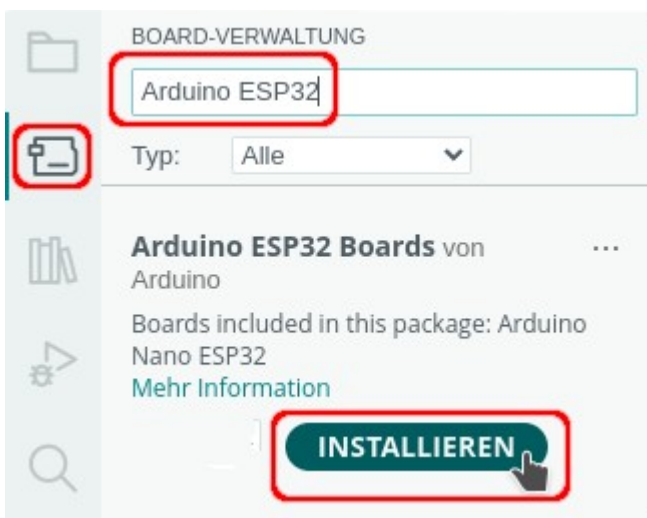 BOARD-VERWALTUNG
Arduino ESP32
Typ: Alle
Arduino ESP32 Boards von
Arduino
Boards included in this package: Arduino
Nano ESP32
Mehr Information
INSTALLIEREN